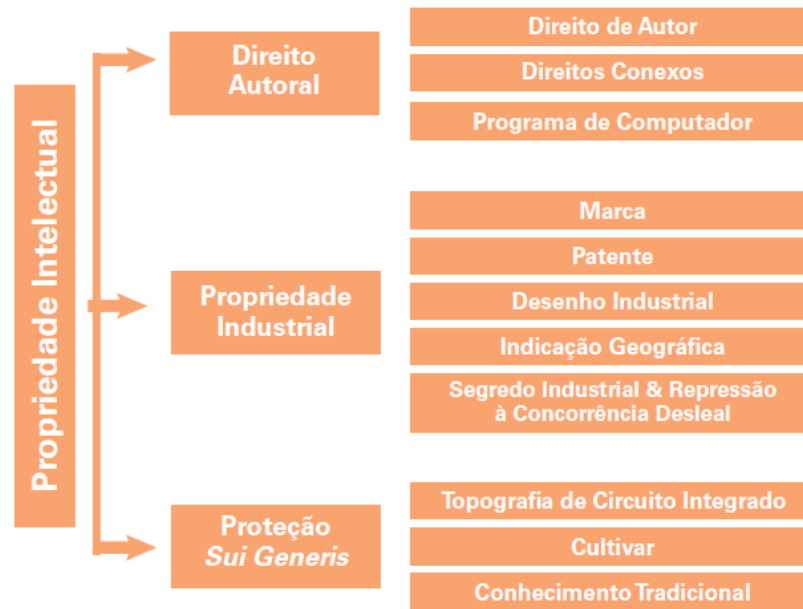 Propriedade Intelectual
Direito
Autoral
Direito de Autor
Direitos Conexos
Programa de Computador
Propriedade
Industrial
Marca
Patente
Desenho Industrial
Indicação Geográfica
Segredo Industrial & Repressão
à Concorrência Desleal
Proteção
Sui Generis
Topografia de Circuito Integrado
Cultivar
Conhecimento Tradicional